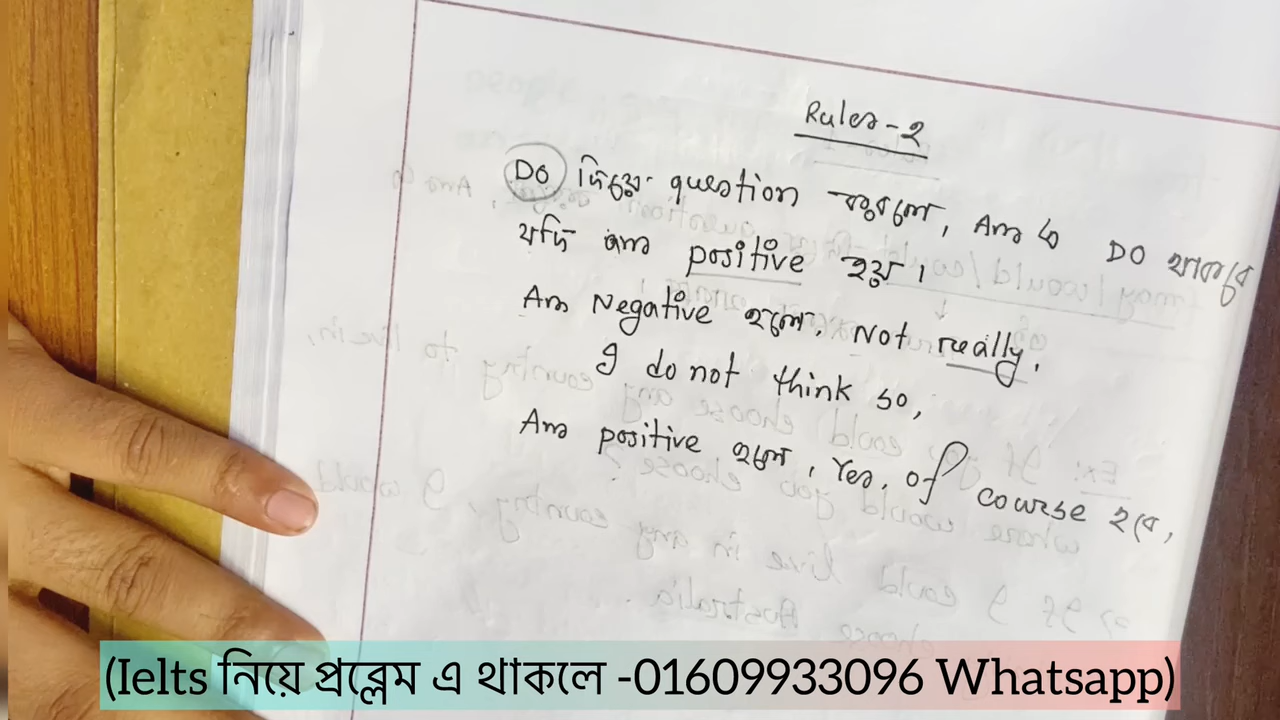 Rules-2
DO দিয়ে question করলে, Ans এ DO থাকবে
যদি ans positive হয়।
Ans Negative হলে, Not really.
I do not think so,
Ans positive হলে, Yes, of course হবে,
(Ielts নিয়ে প্রব্লেম এ থাকলে -01609933096 Whatsapp)